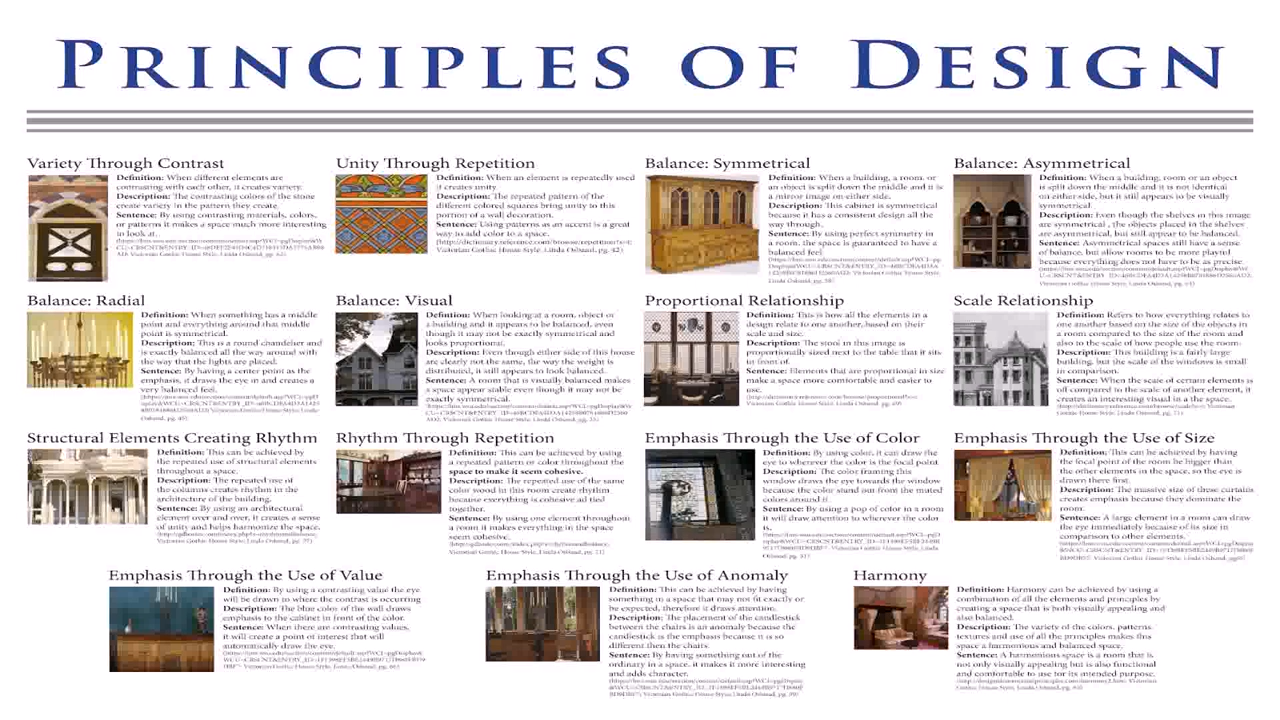 PRINCIPLES OF DESIGN
Variety Through Contrast
Definition: When different elements are
contrasting with each other, it creates variety.
Description: The contrasting colors of the stone
create variety in the pattern they create.
Sentence: By using contrasting materials, colors,
or patterns it makes a space much more interesting
to look at.
Unity Through Repetition
Definition: When an element is repeatedly used
it creates unity
Description: The repeated pattern of the
different colored squares bring unity to this
portion of a wall decoration.
Sentence: Using patterns as an accent is a great
way to add color to a space.
Victorian Gothic House Style, Linda Osband, pg. 42)
Balance: Symmetrical
Definition: When a building, a room, or
an object is split down the middle and it is
a mirror image on either side.
Description: This cabinet is symmetrical
because it has a consistent design all the
way through.
Sentence: By using perfect symmetry in
a room, the space is guaranteed to have a
balanced feel
Balance: Asymmetrical
Definition: When a building, room or an object
is split down the middle and it is not identical
on either side, but it still appears to be visually
symmetrical.
Description: Even though the shelves in this image
are symmetrical , the objects placed in the shelves
are asymmetrical, but still appear to be balanced.
Sentence: Asymmetrical spaces still have a sense
of balance, but allow rooms to be more playful
because everything does not have to be as precise
Balance: Radial
Definition: When something has a middle
point and everything around that middle
point is symmetrical.
Description: This is a round chandelier and
is exactly balanced all the way around with
the way that the lights are placed.
Sentence: By having a center point as the
emphasis, it draws the eye in and creates a
very balanced feel.
Balance: Visual
Definition: When looking at a room, object or
a building and it appears to be balanced, even
though it may not be exactly symmetrical and
looks proportional.
Description: Even though either side of this house
are clearly not the same, the way the weight is
distributed, it still appears to look balanced.
Sentence: A room that is visually balanced makes
a space appear stable even though it may not be
exactly symmetrical.
Proportional Relationship
Definition: This is how all the elements in a
design relate to one another, based on their
scale and size.
Description: The stool in this image is
proportionally sized next to the table that it sits
in front of.
Sentence: Elements that are proportional in size
make a space more comfortable and easier to
use.
Scale Relationship
Definition: Refers to how everything relates to
one another based on the size of the objects in
a room compared to the size of the room and
also to the scale of how people use the room.
Description: This building is a fairly large
building, but the scale of the windows is small
in comparison.
Sentence: When the scale of certain elements is
off compared to the scale of another element, it
creates an interesting visual in a the space.
Structural Elements Creating Rhythm
Definition: This can be achieved by
the repeated use of structural elements
throughout a space.
Description: The repeated use of
the columns creates rhythm in the
architecture of the building.
Sentence: By using an architectural
element over and over, it creates a sense
of unity and helps harmonize the space.
Rhythm Through Repetition
Definition: This can be achieved by using
a repeated pattern or color throughout the
space to make it seem cohesive.
Description: The repeated use of the same
color wood in this room create rhythm
because everything is cohesive ad tied
together.
Sentence: By using one element throughout
a room it makes everything in the space
seem cohesive.
Emphasis Through the Use of Color
Definition: By using color, it can draw the
eye to wherever the color is the focal point.
Description: The color framing this
window draws the eye towards the window
because the color stand out from the muted
colors around it.
Sentence: By using a pop of color in a room
it will draw attention to wherever the color
is.
Emphasis Through the Use of Size
Definition: This can be achieved by having
the focal point of the room be bigger than
the other elements in the space, so the eye is
drawn there first.
Description: The massive size of these curtains
creates emphasis because they dominate the
room.
Sentence: A large element in a room can draw
the eye immediately because of its size in
comparison to other elements.
Emphasis Through the Use of Value
Definition: By using a contrasting value the eye
will be drawn to where the contrast is occurring
Description: The blue color of the wall draws
emphasis to the cabinet in front of the color.
Sentence: When there are contrasting values,
it will create a point of interest that will
automatically draw the eye.
Emphasis Through the Use of Anomaly
Definition: This can be achieved by having
something in a space that may not fit exactly or
be expected, therefore it draws attention.
Description: The placement of the candlestick
between the chairs is an anomaly because the
candlestick is the emphasis because it is so
different then the chairs.
Sentence: By having something out of the
ordinary in a space, it makes it more interesting
and adds character.
Harmony
Definition: Harmony can be achieved by using a
combination of all the elements and principles by
creating a space that is both visually appealing and
also balanced.
Description: The variety of the colors, patterns
textures and use of all the principles makes this
space a harmonious and balanced space.
Sentence: A harmonious space is a room that is
not only visually appealing but is also functional
and comfortable to use for its intended purpose.